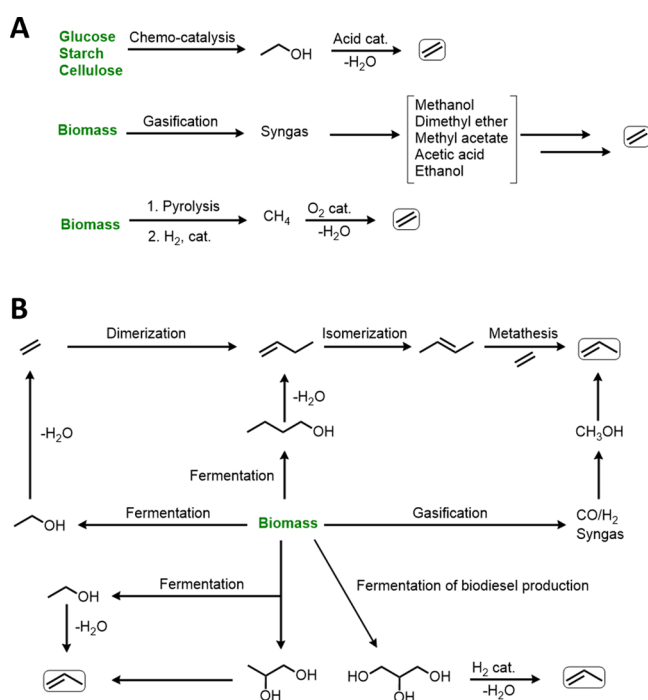 A
Glucose
Starch
Cellulose
Chemo-catalysis
OH
Acid cat.
-H2O
Biomass
Gasification
Syngas
Methanol
Dimethyl ether
Methyl acetate
Acetic acid
Ethanol
Biomass
1. Pyrolysis
2. H2, cat.
CH4
O2 cat.
-H2O
B
Dimerization
Isomerization
Metathesis
-H2O
-H2O
OH
CH3OH
Fermentation
OH
Fermentation
Biomass
Gasification
CO/H2
Syngas
Fermentation
Fermentation of biodiesel production
OH
-H2O
OH
OH
HO
OH
OH
H2 cat.
-H2O